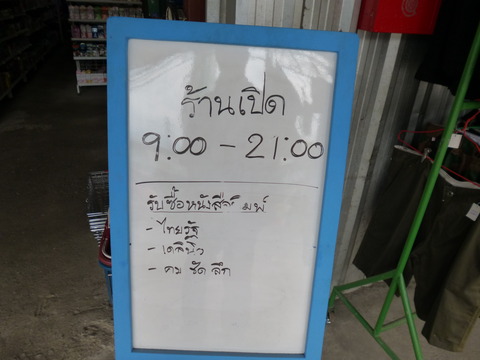 ร้านเปิด
9:00 - 21:00
รับซื้อหนังสือพิมพ์
- ไทยรัฐ
- เดลินิว
- คม ชัด ลึก